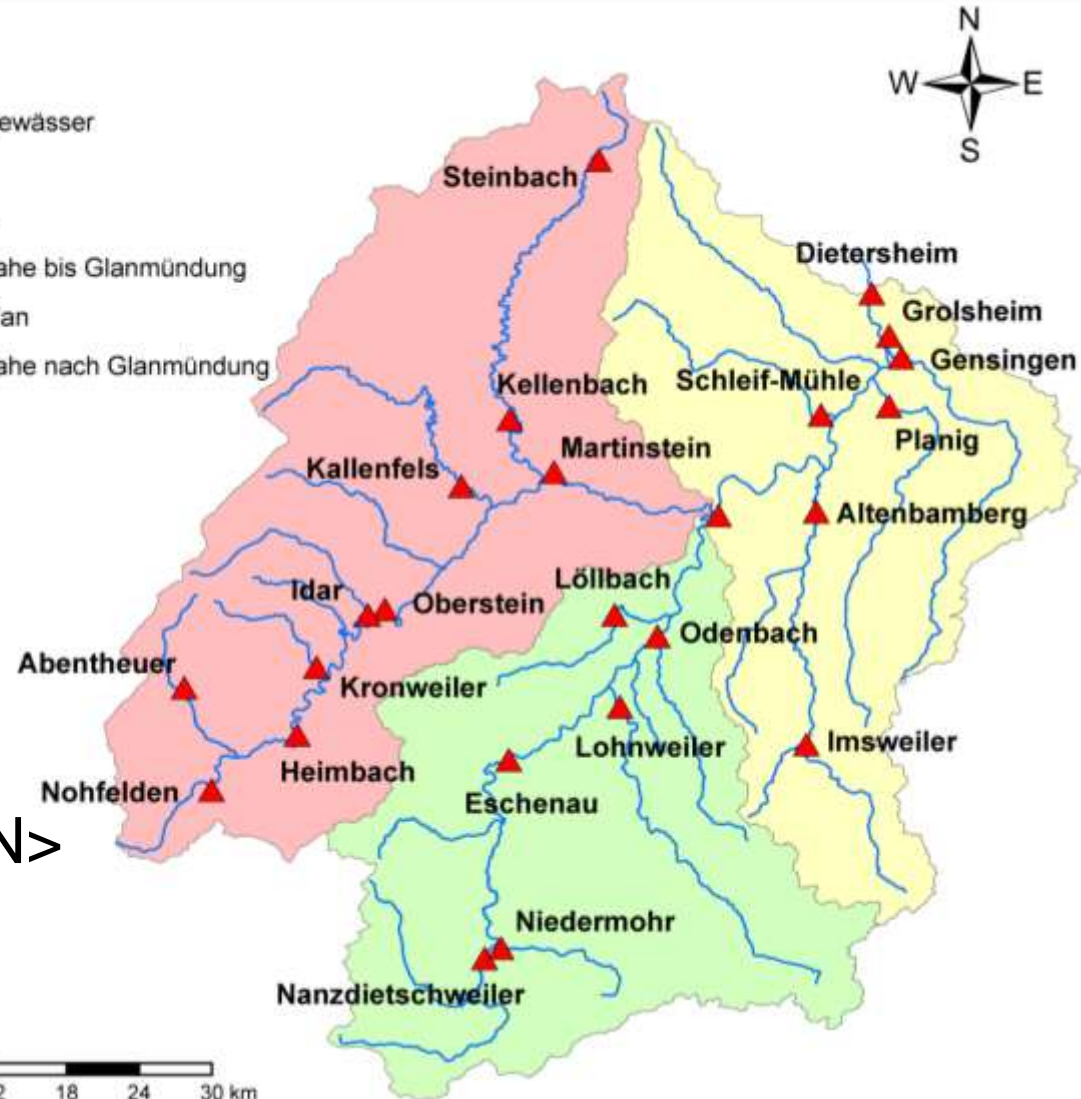 N
W E
S
ewässer
ahe bis Glanmündung
an
ahe nach Glanmündung
Steinbach
Dietersheim
Grolsheim
Gensingen
Schleif-Mühle
Kellenbach
Planig
Martinstein
Kallenfels
Altenbamberg
Löllbach
Idar
Oberstein
Odenbach
Abentheuer
Kronweiler
Imsweiler
Lohnweiler
Heimbach
Nohfelden
Eschenau
N>
Niedermohr
Nanzdietschweiler
2 18 24 30 km